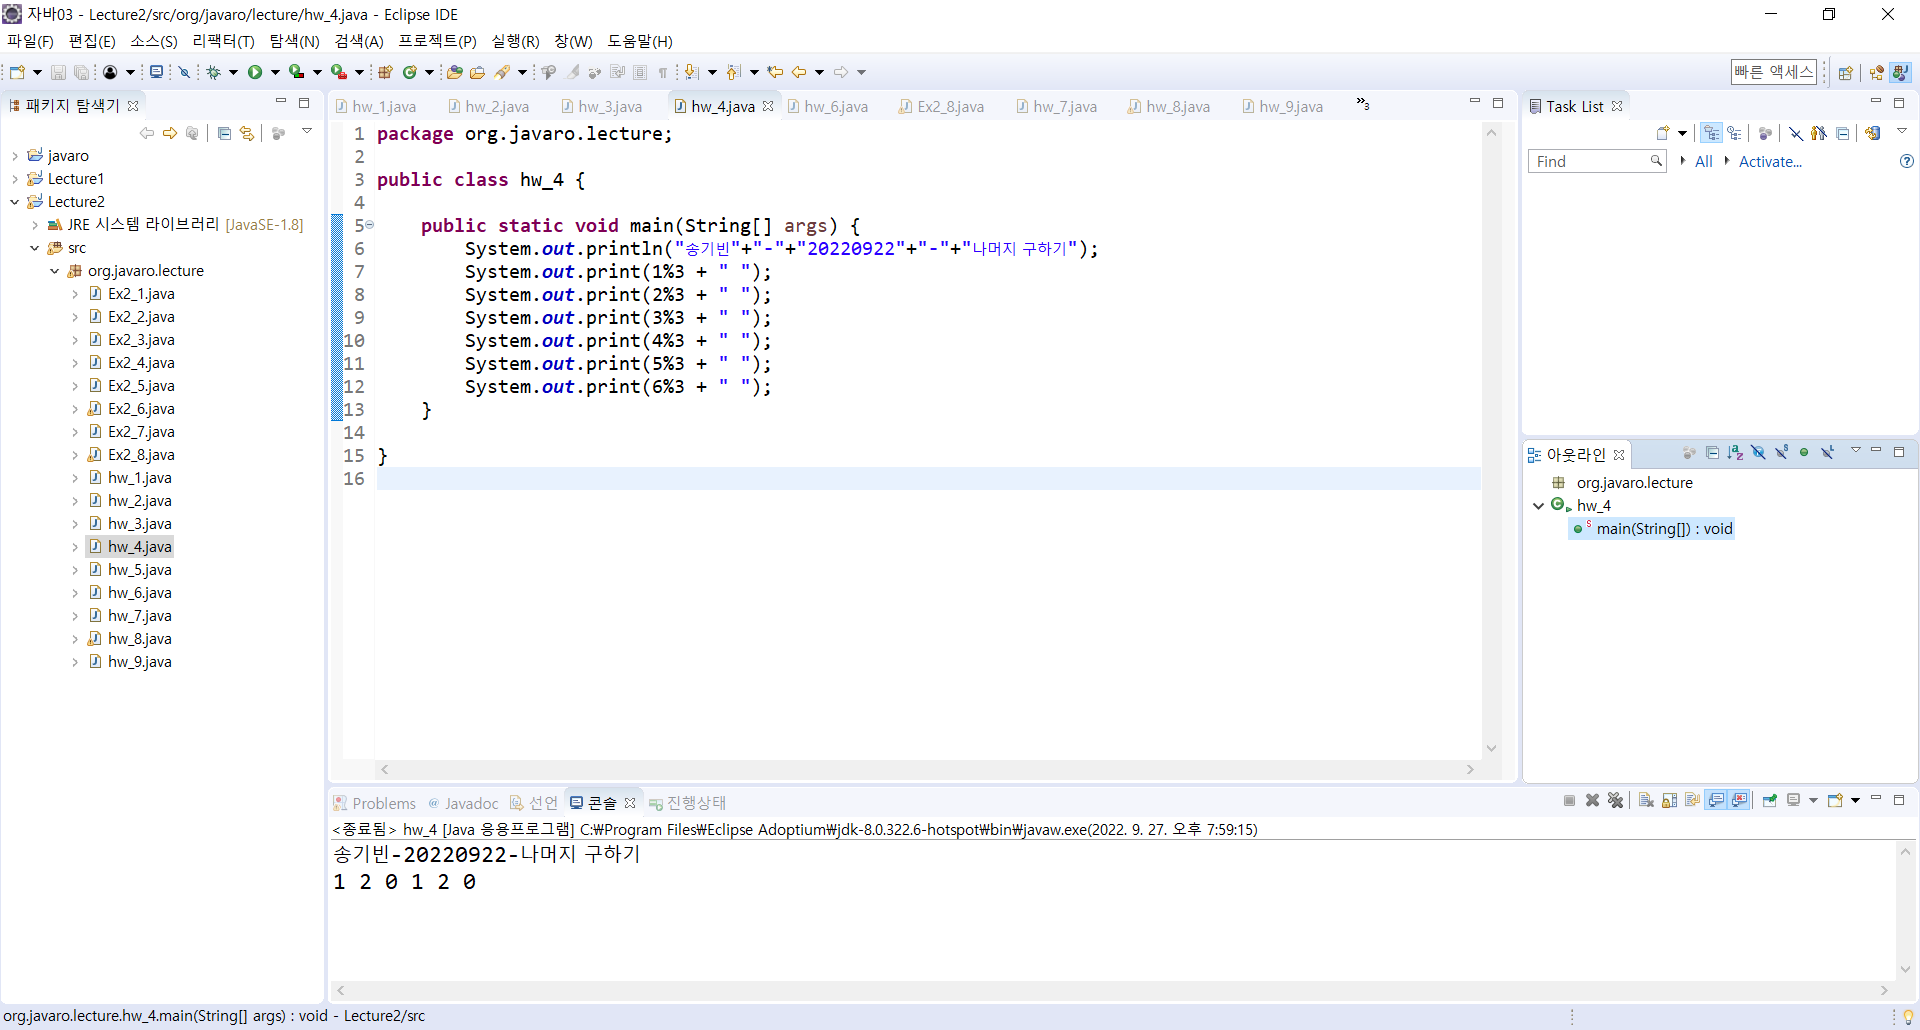 자바03 - Lecture2/src/org/javaro/lecture/hw_4.java - Eclipse IDE
파일(F) 편집(E) 소스(S) 리팩터(T) 탐색(N) 검색(A) 프로젝트(P) 실행(R) 창(W) 도움말(H)
빠른 액세스
패키지 탐색기
javaro
Lecture1
Lecture2
JRE 시스템 라이브러리 [JavaSE-1.8]
src
org.javaro.lecture
Ex2_1.java
Ex2_2.java
Ex2_3.java
Ex2_4.java
Ex2_5.java
Ex2_6.java
Ex2_7.java
Ex2_8.java
hw_1.java
hw_2.java
hw_3.java
hw_4.java
hw_5.java
hw_6.java
hw_7.java
hw_8.java
hw_9.java
hw_1.java hw_2.java hw_3.java hw_4.java hw_6.java Ex2_8.java hw_7.java hw_8.java hw_9.java »3
1 package org.javaro.lecture;
2
3 public class hw_4 {
4
5 public static void main(String[] args) {
6 System.out.println("송기빈"+"-"+"20220922"+"-"+"나머지 구하기");
7 System.out.print(1%3 + " ");
8 System.out.print(2%3 + " ");
9 System.out.print(3%3 + " ");
10 System.out.print(4%3 + " ");
11 System.out.print(5%3 + " ");
12 System.out.print(6%3 + " ");
13 }
14
15 }
16
Task List
Find All Activate...
아웃라인
org.javaro.lecture
hw_4
main(String[]) : void
Problems @ Javadoc 선언 콘솔 진행상태
<종료됨> hw_4 [Java 응용프로그램] C:₩Program Files₩Eclipse Adoptium₩jdk-8.0.322.6-hotspot₩bin₩javaw.exe(2022. 9. 27. 오후 7:59:15)
송기빈-20220922-나머지 구하기
1 2 0 1 2 0
org.javaro.lecture.hw_4.main(String[] args) : void - Lecture2/src